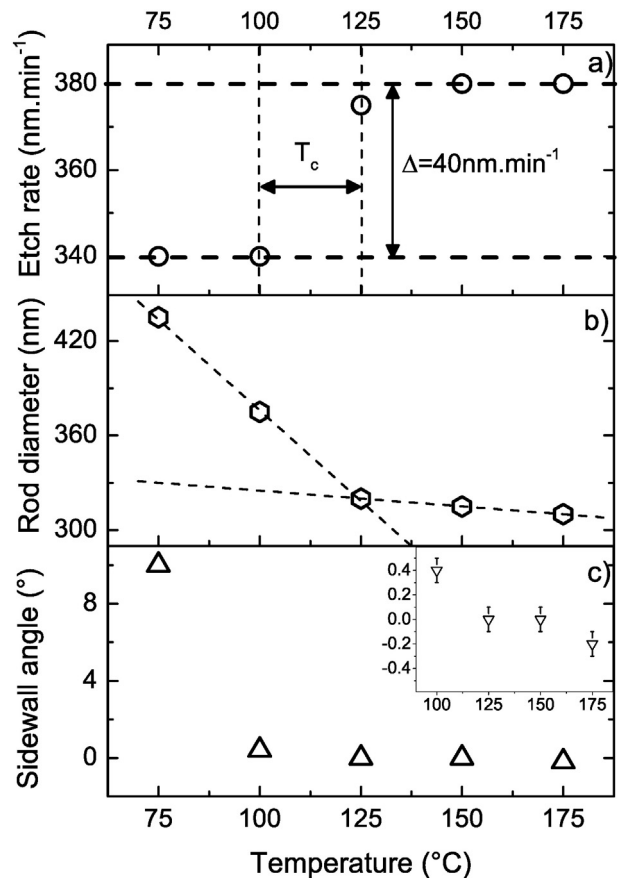 75 100 125 150 175
a)
380
360
340
Etch rate (nm.min⁻¹)
T_c
Δ=40nm.min⁻¹
b)
420
360
300
Rod diameter (nm)
c)
8
4
0
Sidewall angle (°)
0.4
0.2
0.0
-0.2
-0.4
100 125 150 175
75 100 125 150 175
Temperature (°C)